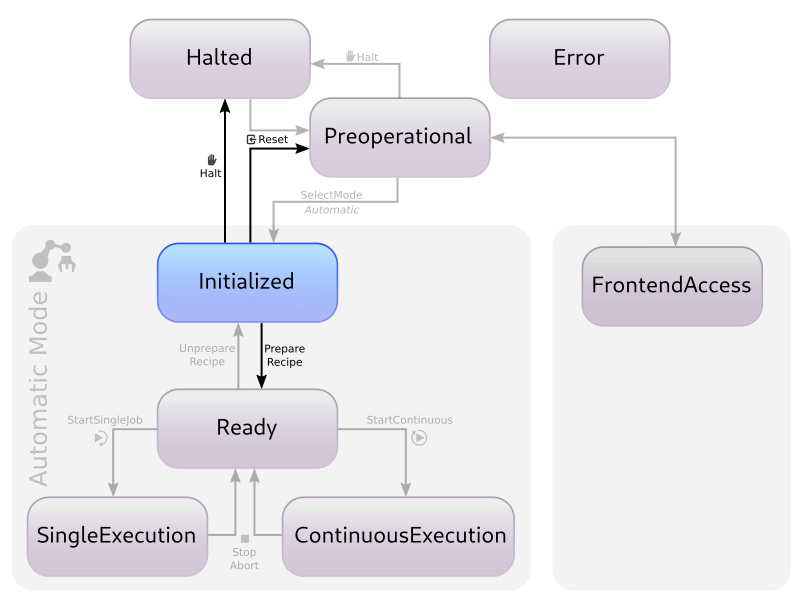 Halted
Error
Halt
Preoperational
Reset
Halt
SelectMode
Automatic
Automatic Mode
Initialized
FrontendAccess
Unprepare
Recipe
Prepare
Recipe
StartSingleJob
Ready
StartContinuous
SingleExecution
ContinuousExecution
Stop
Abort